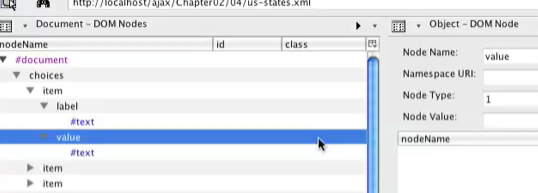 http://localhost/ajax/Chapter02/04/us-states.xml
Document – DOM Nodes
Object – DOM Node
nodeName id class
#document
choices
item
label
#text
value
#text
item
item
Node Name: value
Namespace URI:
Node Type: 1
Node Value:
nodeName